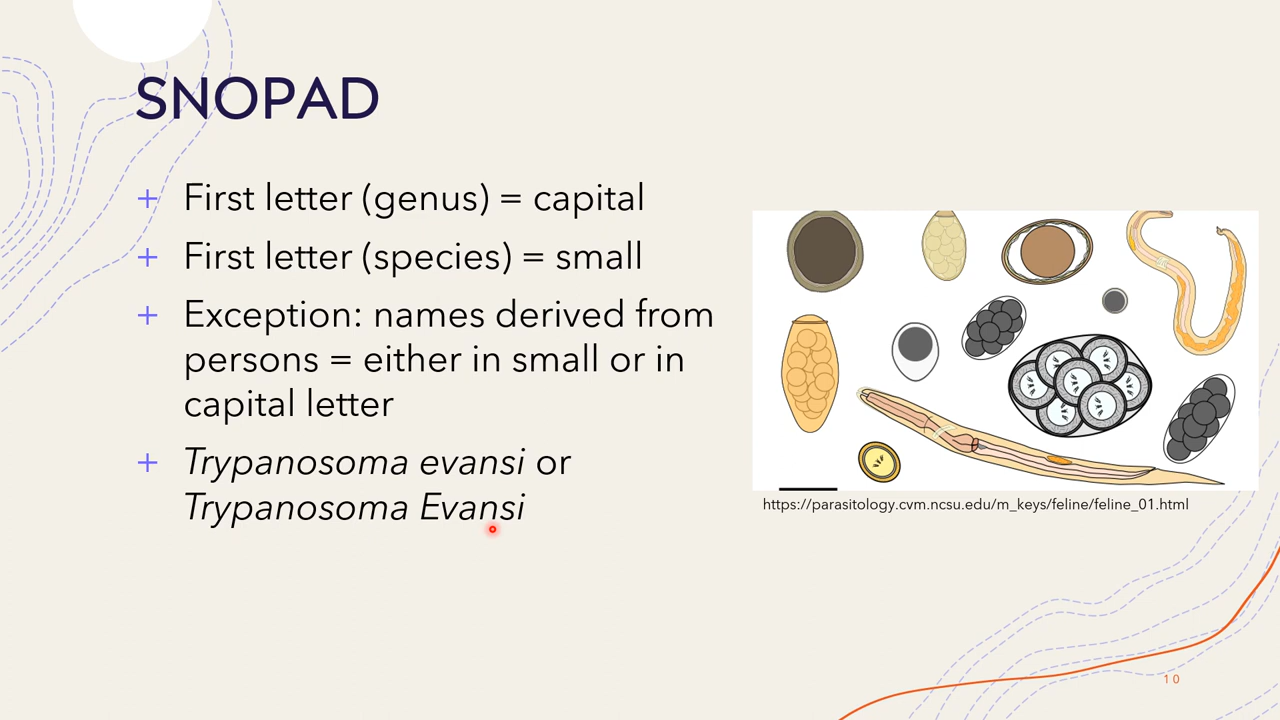 SNOPAD
+ First letter (genus) = capital
+ First letter (species) = small
+ Exception: names derived from
persons = either in small or in
capital letter
+ Trypanosoma evansi or
Trypanosoma Evansi
https://parasitology.cvm.ncsu.edu/m_keys/feline/feline_01.html
10